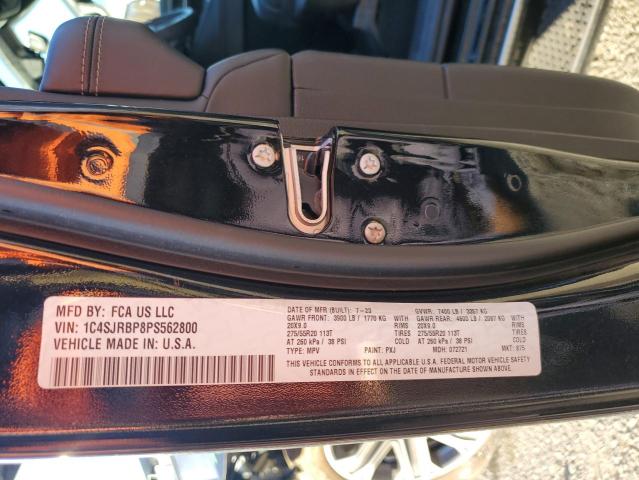 MFD BY: FCA US LLC
VIN: 1C4SJRBP8PS562800
VEHICLE MADE IN: U.S.A.
DATE OF MFR (BUILT): 7-23
GAWR FRONT: 3900 LB / 1770 KG
20X9.0 RIMS
275/55R20 113T TIRES
AT 260 kPa / 38 PSI
TYPE: MPV PAINT: PXJ
GVWR: 7400 LB / 3357 KG
GAWR REAR: 4600 LB / 2087 KG
20X9.0 RIMS
275/55R20 113T TIRES
AT 260 kPa / 38 PSI
MDH: 072721 MKT: 875
THIS VEHICLE CONFORMS TO ALL APPLICABLE U.S.A. FEDERAL MOTOR VEHICLE SAFETY
STANDARDS IN EFFECT ON THE DATE OF MANUFACTURE SHOWN ABOVE.